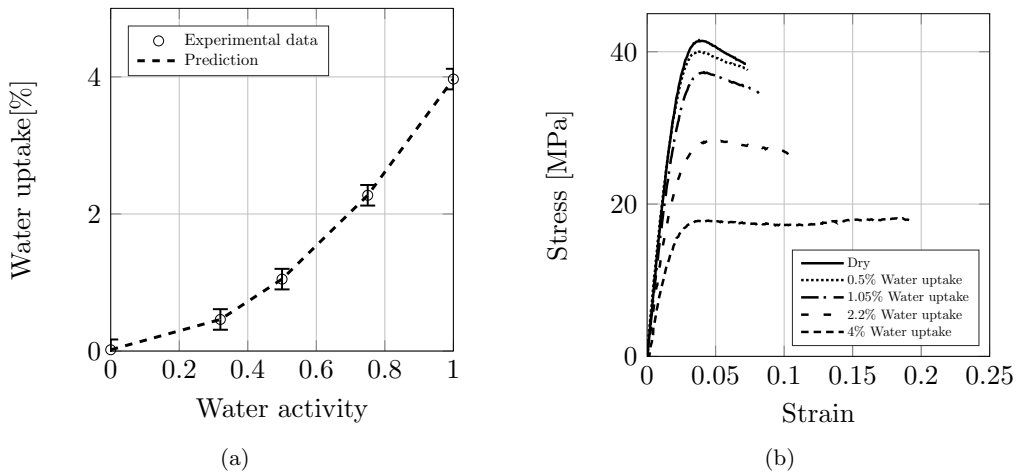 Experimental data
Prediction
4
2
0
0
0.2
0.4
0.6
0.8
1
Water uptake[%]
Water activity
(a)
40
20
0
0
0.05
0.1
0.15
0.2
0.25
Stress [MPa]
Strain
Dry
0.5% Water uptake
1.05% Water uptake
2.2% Water uptake
4% Water uptake
(b)